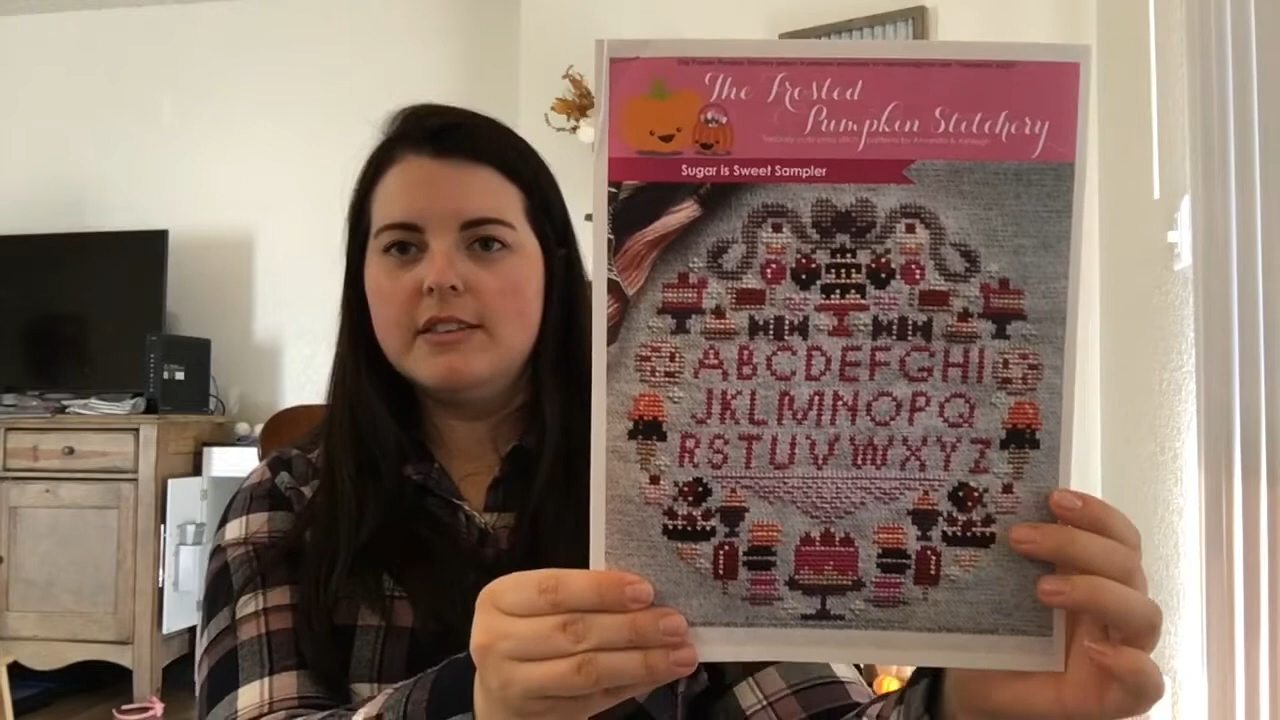 The Frosted
Pumpkin Stitchery
Sugar is Sweet Sampler
ABCDEFGHI
JKLMNOPQ
RSTUVWXYZ